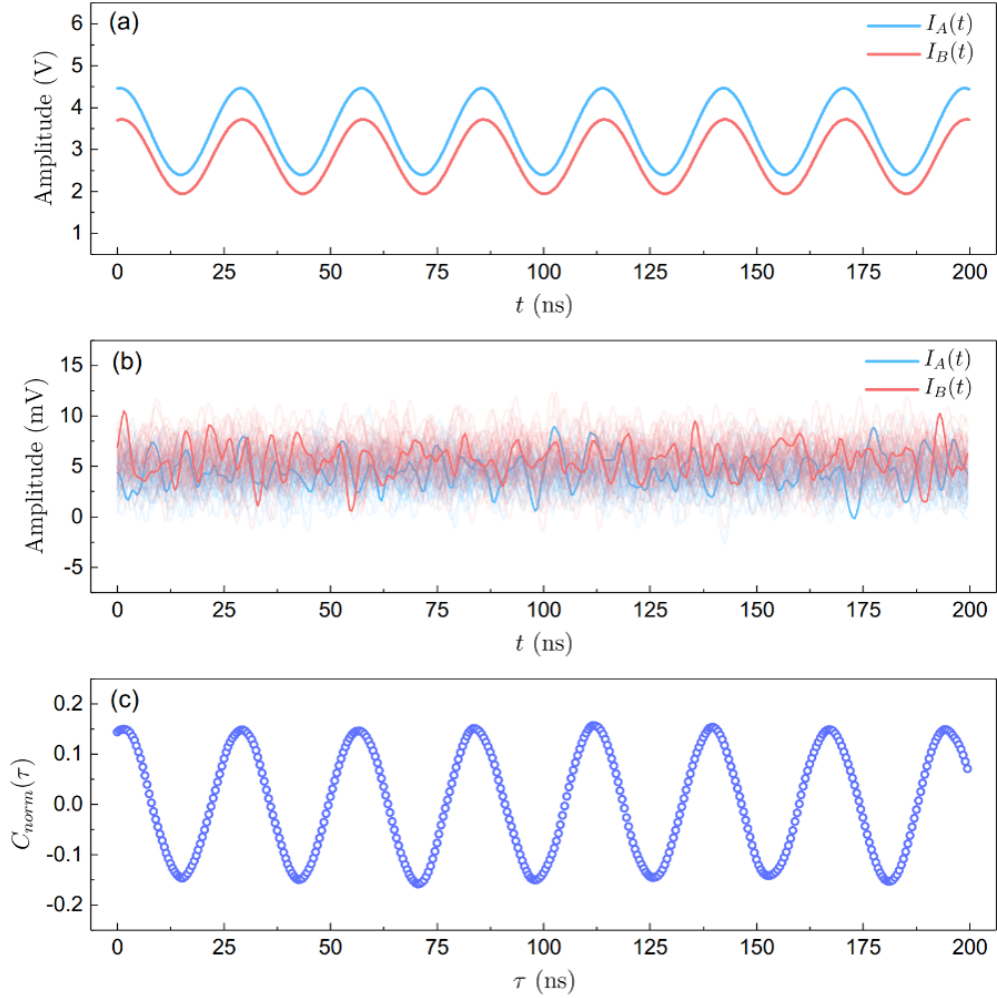 (a)
I_A(t)
I_B(t)
Amplitude (V)
6
5
4
3
2
1
0 25 50 75 100 125 150 175 200
t (ns)
(b)
I_A(t)
I_B(t)
Amplitude (mV)
15
10
5
0
-5
0 25 50 75 100 125 150 175 200
t (ns)
(c)
C_{norm}(τ)
0.2
0.1
0.0
-0.1
-0.2
0 25 50 75 100 125 150 175 200
τ (ns)